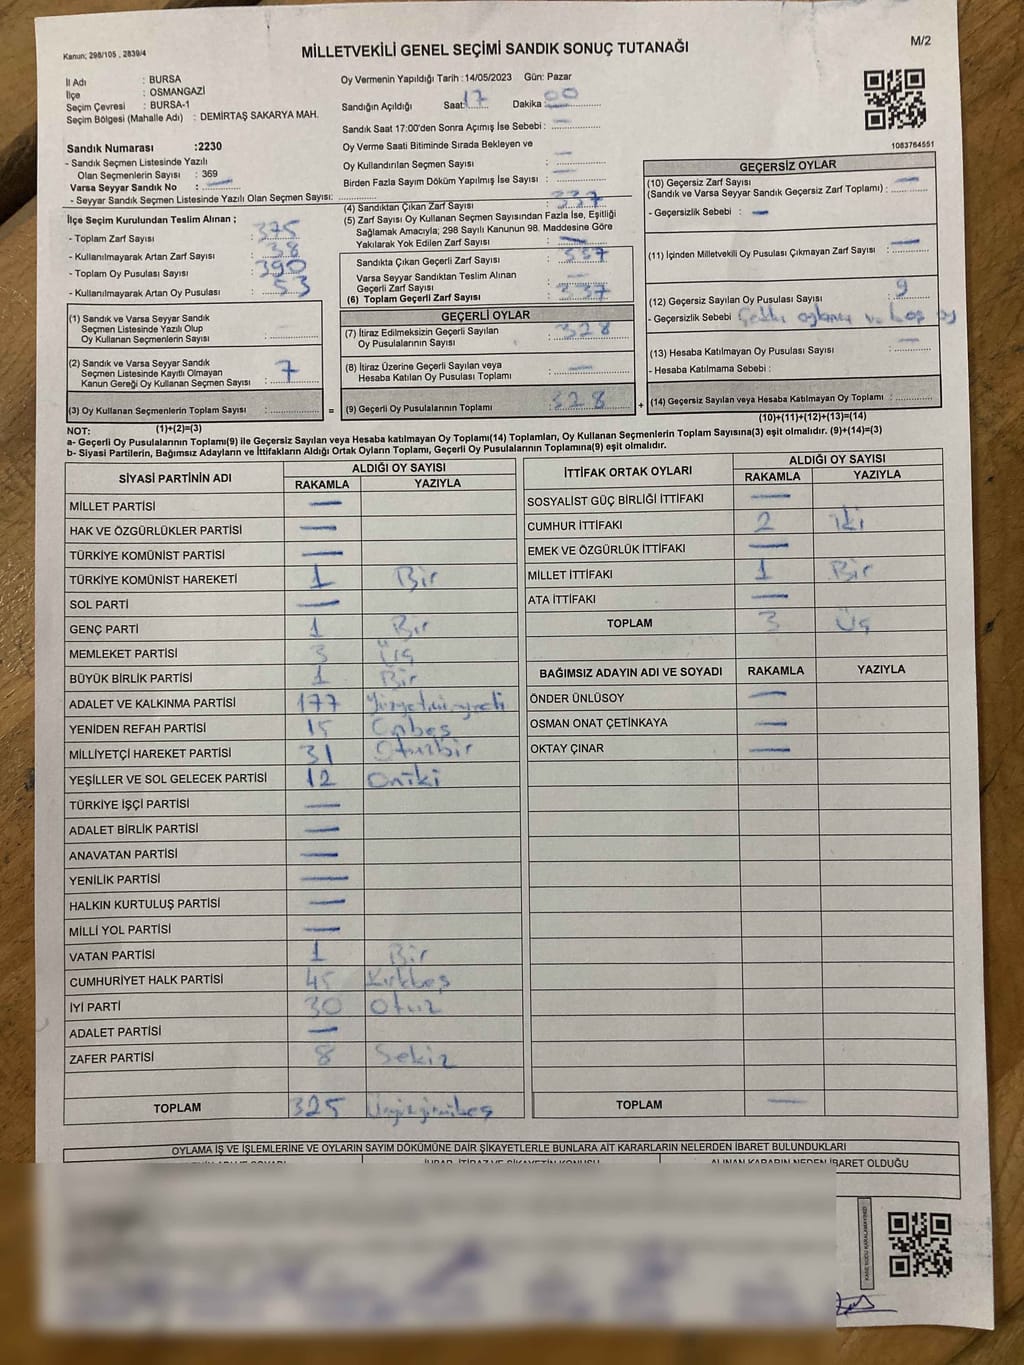 Kanun; 298/105 , 2839/4
MİLLETVEKİLİ GENEL SEÇİMİ SANDIK SONUÇ TUTANAĞI
M/2
İl Adı : BURSA
İlçe : OSMANGAZİ
Seçim Çevresi : BURSA-1
Seçim Bölgesi (Mahalle Adı) : DEMİRTAŞ SAKARYA MAH.
Sandık Numarası :2230
- Sandık Seçmen Listesinde Yazılı
Olan Seçmenlerin Sayısı : 369
Varsa Seyyar Sandık No : —
- Seyyar Sandık Seçmen Listesinde Yazılı Olan Seçmen Sayısı:
Oy Vermenin Yapıldığı Tarih :14/05/2023 Gün: Pazar
Sandığın Açıldığı Saat:17 Dakika :00
Sandık Saat 17:00'den Sonra Açımış İse Sebebi : —
Oy Verme Saati Bitiminde Sırada Bekleyen ve
Oy Kullandırılan Seçmen Sayısı : —
Birden Fazla Sayım Döküm Yapılmış İse Sayısı : —
1083764551
İlçe Seçim Kurulundan Teslim Alınan ;
- Toplam Zarf Sayısı : 375
- Kullanılmayarak Artan Zarf Sayısı : 38
- Toplam Oy Pusulası Sayısı : 390
- Kullanılmayarak Artan Oy Pusulası : 53
(1) Sandık ve Varsa Seyyar Sandık
Seçmen Listesinde Yazılı Olup
Oy Kullanan Seçmenlerin Sayısı :
(2) Sandık ve Varsa Seyyar Sandık
Seçmen Listesinde Kayıtlı Olmayan
Kanun Gereği Oy Kullanan Seçmen Sayısı : 7
(3) Oy Kullanan Seçmenlerin Toplam Sayısı :
(4) Sandıktan Çıkan Zarf Sayısı : 337
(5) Zarf Sayısı Oy Kullanan Seçmen Sayısından Fazla İse, Eşitliği
Sağlamak Amacıyla; 298 Sayılı Kanunun 98. Maddesine Göre
Yakılarak Yok Edilen Zarf Sayısı : —
Sandıkta Çıkan Geçerli Zarf Sayısı : 337
Varsa Seyyar Sandıktan Teslim Alınan
Geçerli Zarf Sayısı : —
(6) Toplam Geçerli Zarf Sayısı : 337
GEÇERLİ OYLAR
(7) İtiraz Edilmeksizin Geçerli Sayılan
Oy Pusulalarının Sayısı : 328
(8) İtiraz Üzerine Geçerli Sayılan veya
Hesaba Katılan Oy Pusulası Toplamı : —
= (9) Geçerli Oy Pusulalarının Toplamı : 328 +
GEÇERSİZ OYLAR
(10) Geçersiz Zarf Sayısı
(Sandık ve Varsa Seyyar Sandık Geçersiz Zarf Toplamı) : —
- Geçersizlik Sebebi : —
(11) İçinden Milletvekili Oy Pusulası Çıkmayan Zarf Sayısı : —
(12) Geçersiz Sayılan Oy Pusulası Sayısı : 9
- Geçersizlik Sebebi : ve boş oy
(13) Hesaba Katılmayan Oy Pusulası Sayısı : —
- Hesaba Katılmama Sebebi :
(14) Geçersiz Sayılan veya Hesaba Katılmayan Oy Toplamı :
NOT: (1)+(2)=(3)
(10)+(11)+(12)+(13)=(14)
a- Geçerli Oy Pusulalarının Toplamı(9) ile Geçersiz Sayılan veya Hesaba katılmayan Oy Toplamı(14) Toplamları, Oy Kullanan Seçmenlerin Toplam Sayısına(3) eşit olmalıdır. (9)+(14)=(3)
b- Siyasi Partilerin, Bağımsız Adayların ve İttifakların Aldığı Ortak Oyların Toplamı, Geçerli Oy Pusulalarının Toplamına(9) eşit olmalıdır.
SİYASİ PARTİNİN ADI ALDIĞI OY SAYISI
RAKAMLA YAZIYLA
MİLLET PARTİSİ —
HAK VE ÖZGÜRLÜKLER PARTİSİ —
TÜRKİYE KOMÜNİST PARTİSİ —
TÜRKİYE KOMÜNİST HAREKETİ 1 Bir
SOL PARTİ —
GENÇ PARTİ 1 Bir
MEMLEKET PARTİSİ 3 Üç
BÜYÜK BİRLİK PARTİSİ 1 Bir
ADALET VE KALKINMA PARTİSİ 177 Yüzyetmişyedi
YENİDEN REFAH PARTİSİ 15 Onbeş
MİLLİYETÇİ HAREKET PARTİSİ 31 Otuzbir
YEŞİLLER VE SOL GELECEK PARTİSİ 12 Oniki
TÜRKİYE İŞÇİ PARTİSİ —
ADALET BİRLİK PARTİSİ —
ANAVATAN PARTİSİ —
YENİLİK PARTİSİ —
HALKIN KURTULUŞ PARTİSİ —
MİLLİ YOL PARTİSİ —
VATAN PARTİSİ 1 Bir
CUMHURİYET HALK PARTİSİ 45 Kırkbeş
İYİ PARTİ 30 Otuz
ADALET PARTİSİ —
ZAFER PARTİSİ 8 Sekiz
TOPLAM 325 Üçyüzyirmibeş
İTTİFAK ORTAK OYLARI ALDIĞI OY SAYISI
RAKAMLA YAZIYLA
SOSYALİST GÜÇ BİRLİĞİ İTTİFAKI —
CUMHUR İTTİFAKI 2 İki
EMEK VE ÖZGÜRLÜK İTTİFAKI —
MİLLET İTTİFAKI 1 Bir
ATA İTTİFAKI —
TOPLAM 3 Üç
BAĞIMSIZ ADAYIN ADI VE SOYADI RAKAMLA YAZIYLA
ÖNDER ÜNLÜSOY —
OSMAN ONAT ÇETİNKAYA —
OKTAY ÇINAR —
TOPLAM —
OYLAMA İŞ VE İŞLEMLERİNE VE OYLARIN SAYIM DÖKÜMÜNE DAİR ŞİKAYETLERLE BUNLARA AİT KARARLARIN NELERDEN İBARET BULUNDUKLARI
ALINAN KARARIN NEDEN İBARET OLDUĞU